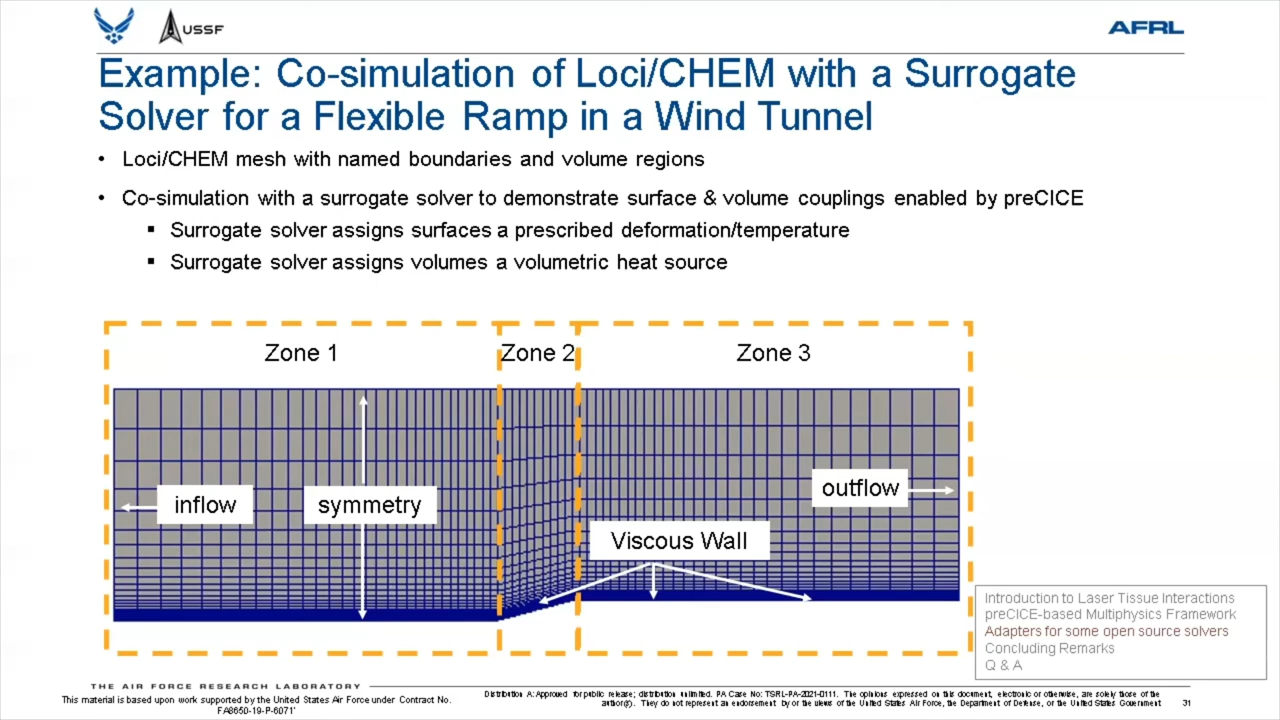 USSF
AFRL
Example: Co-simulation of Loci/CHEM with a Surrogate
Solver for a Flexible Ramp in a Wind Tunnel
• Loci/CHEM mesh with named boundaries and volume regions
• Co-simulation with a surrogate solver to demonstrate surface & volume couplings enabled by preCICE
▪ Surrogate solver assigns surfaces a prescribed deformation/temperature
▪ Surrogate solver assigns volumes a volumetric heat source
Zone 1
Zone 2
Zone 3
inflow
symmetry
outflow
Viscous Wall
Introduction to Laser Tissue Interactions
preCICE-based Multiphysics Framework
Adapters for some open source solvers
Concluding Remarks
Q & A
THE AIR FORCE RESEARCH LABORATORY
This material is based upon work supported by the United States Air Force under Contract No.
FA8650-19-P-6071'
Distribution A: Approved for public release; distribution unlimited. PA Case No: TSRL-PA-2021-0111. The opinions expressed on this document, electronic or otherwise, are solely those of the
author(s). They do not represent an endorsement by or the views of the United States Air Force, the Department of Defense, or the United States Government
31